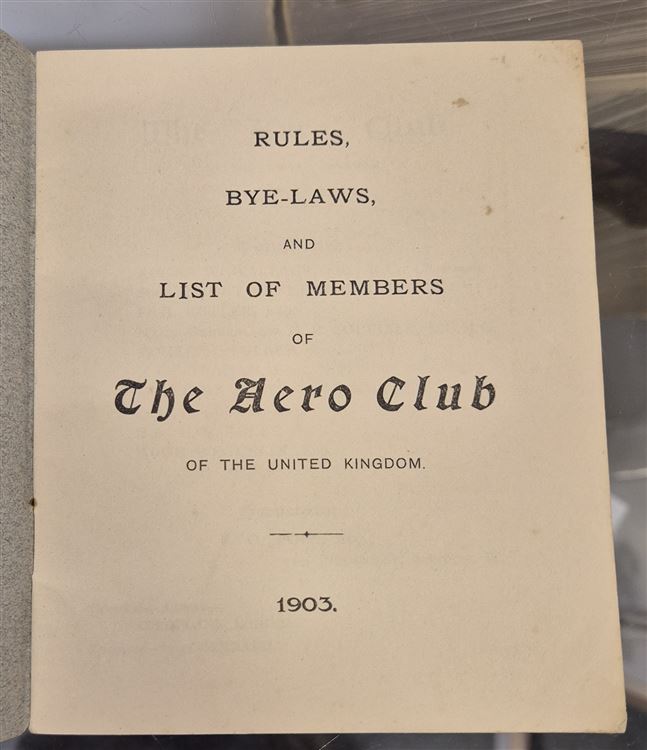 RULES,
BYE-LAWS,
AND
LIST OF MEMBERS
OF
The Aero Club
OF THE UNITED KINGDOM.
1903.